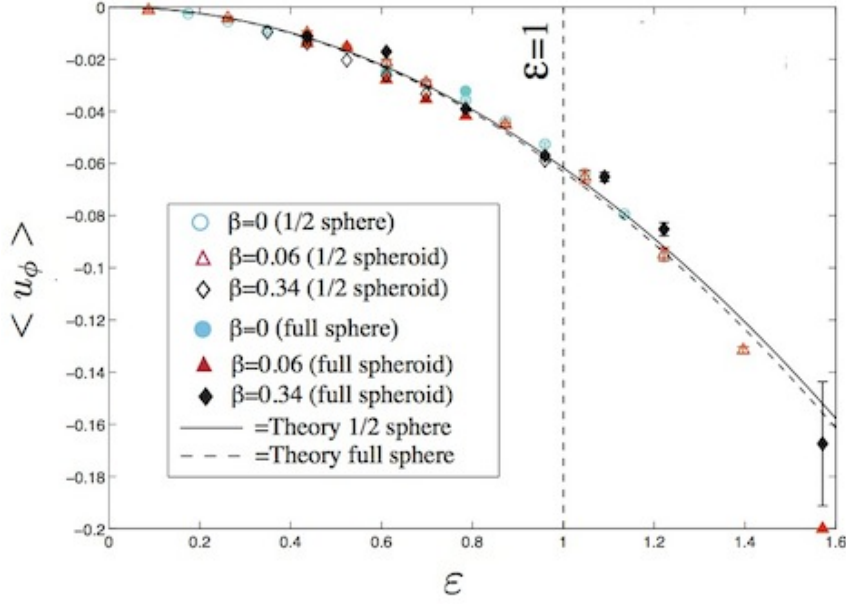 0
−0.02
−0.04
−0.06
−0.08
−0.1
−0.12
−0.14
−0.16
−0.18
−0.2
< u_ϕ >
ε=1
β=0 (1/2 sphere)
β=0.06 (1/2 spheroid)
β=0.34 (1/2 spheroid)
β=0 (full sphere)
β=0.06 (full spheroid)
β=0.34 (full spheroid)
=Theory 1/2 sphere
=Theory full sphere
0 0.2 0.4 0.6 0.8 1 1.2 1.4 1.6
ε